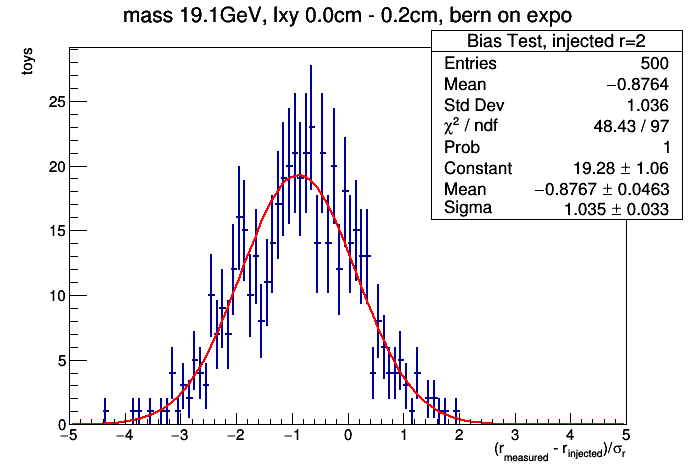 mass 19.1GeV, lxy 0.0cm - 0.2cm, bern on expo
Bias Test, injected r=2
Entries 500
Mean −0.8764
Std Dev 1.036
χ² / ndf 48.43 / 97
Prob 1
Constant 19.28 ± 1.06
Mean −0.8767 ± 0.0463
Sigma 1.035 ± 0.033
toys
25
20
15
10
5
0
−5 −4 −3 −2 −1 0 1 2 3 4 5
(r_measured - r_injected)/σ_r